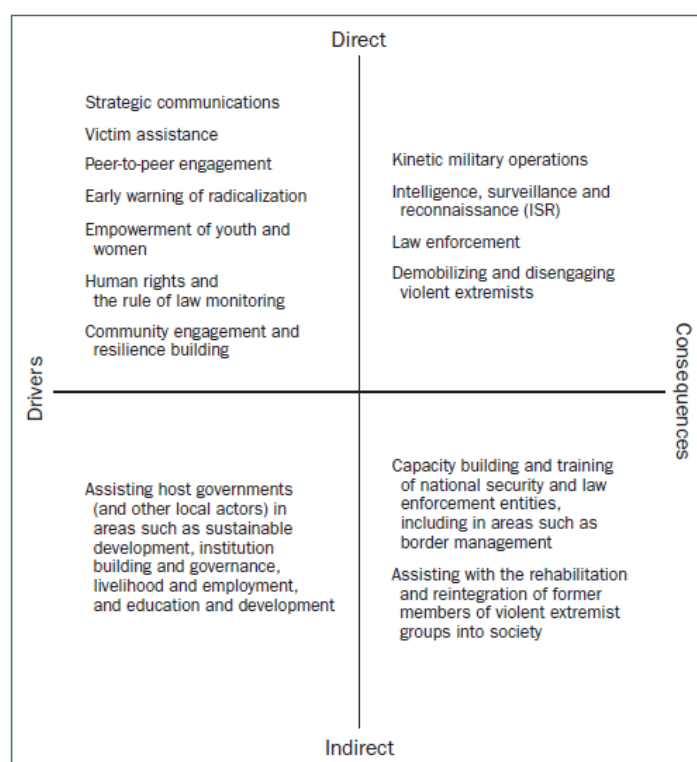 Direct
Strategic communications
Victim assistance
Peer-to-peer engagement
Early warning of radicalization
Empowerment of youth and
women
Human rights and
the rule of law monitoring
Community engagement and
resilience building
Kinetic military operations
Intelligence, surveillance and
reconnaissance (ISR)
Law enforcement
Demobilizing and disengaging
violent extremists
Drivers
Consequences
Assisting host governments
(and other local actors) in
areas such as sustainable
development, institution
building and governance,
livelihood and employment,
and education and development
Capacity building and training
of national security and law
enforcement entities,
including in areas such as
border management
Assisting with the rehabilitation
and reintegration of former
members of violent extremist
groups into society
Indirect